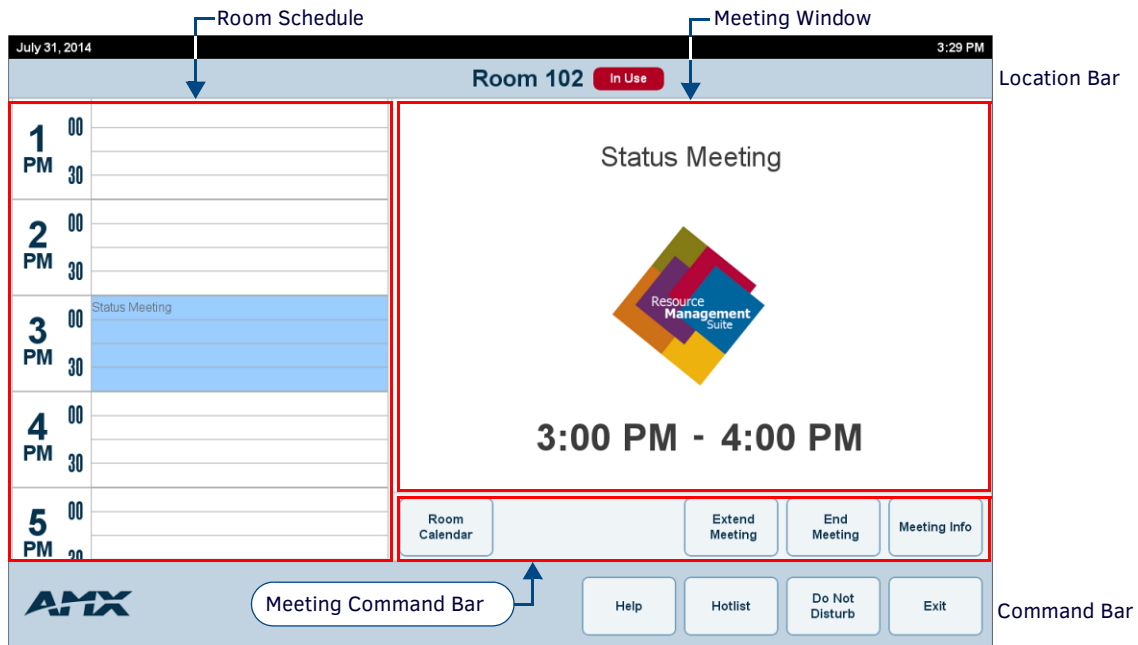 Room Schedule
Meeting Window
July 31, 2014
3:29 PM
Room 102
In Use
Location Bar
1 PM
00
30
2 PM
00
30
3 PM
00
30
Status Meeting
4 PM
00
30
5 PM
00
30
Status Meeting
Resource
Management
Suite
3:00 PM - 4:00 PM
Room
Calendar
Extend
Meeting
End
Meeting
Meeting Info
AMX
Meeting Command Bar
Help
Hotlist
Do Not
Disturb
Exit
Command Bar